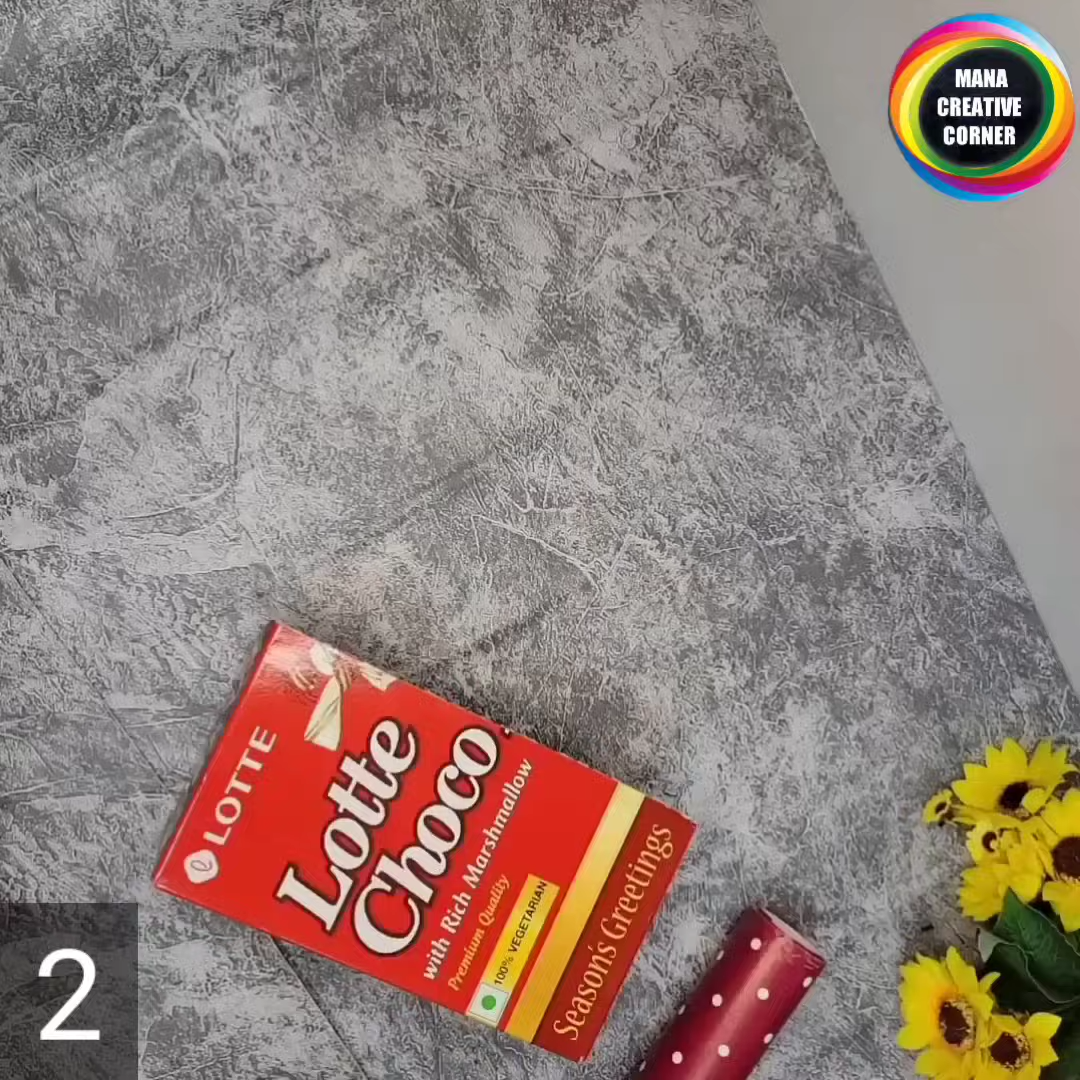 MANA
CREATIVE
CORNER
LOTTE
Lotte
Choco
with Rich Marshmallow
Premium Quality
100% VEGETARIAN
Season's Greetings
2